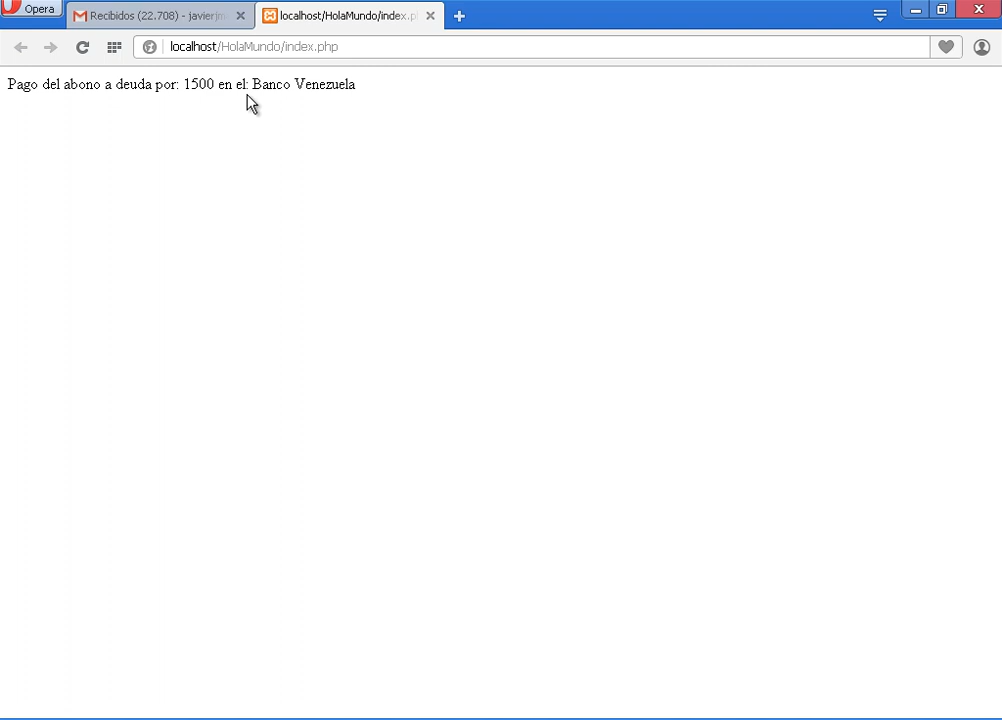 Opera
Recibidos (22.708) - javierjm
localhost/HolaMundo/index.p
localhost/HolaMundo/index.php
Pago del abono a deuda por: 1500 en el: Banco Venezuela